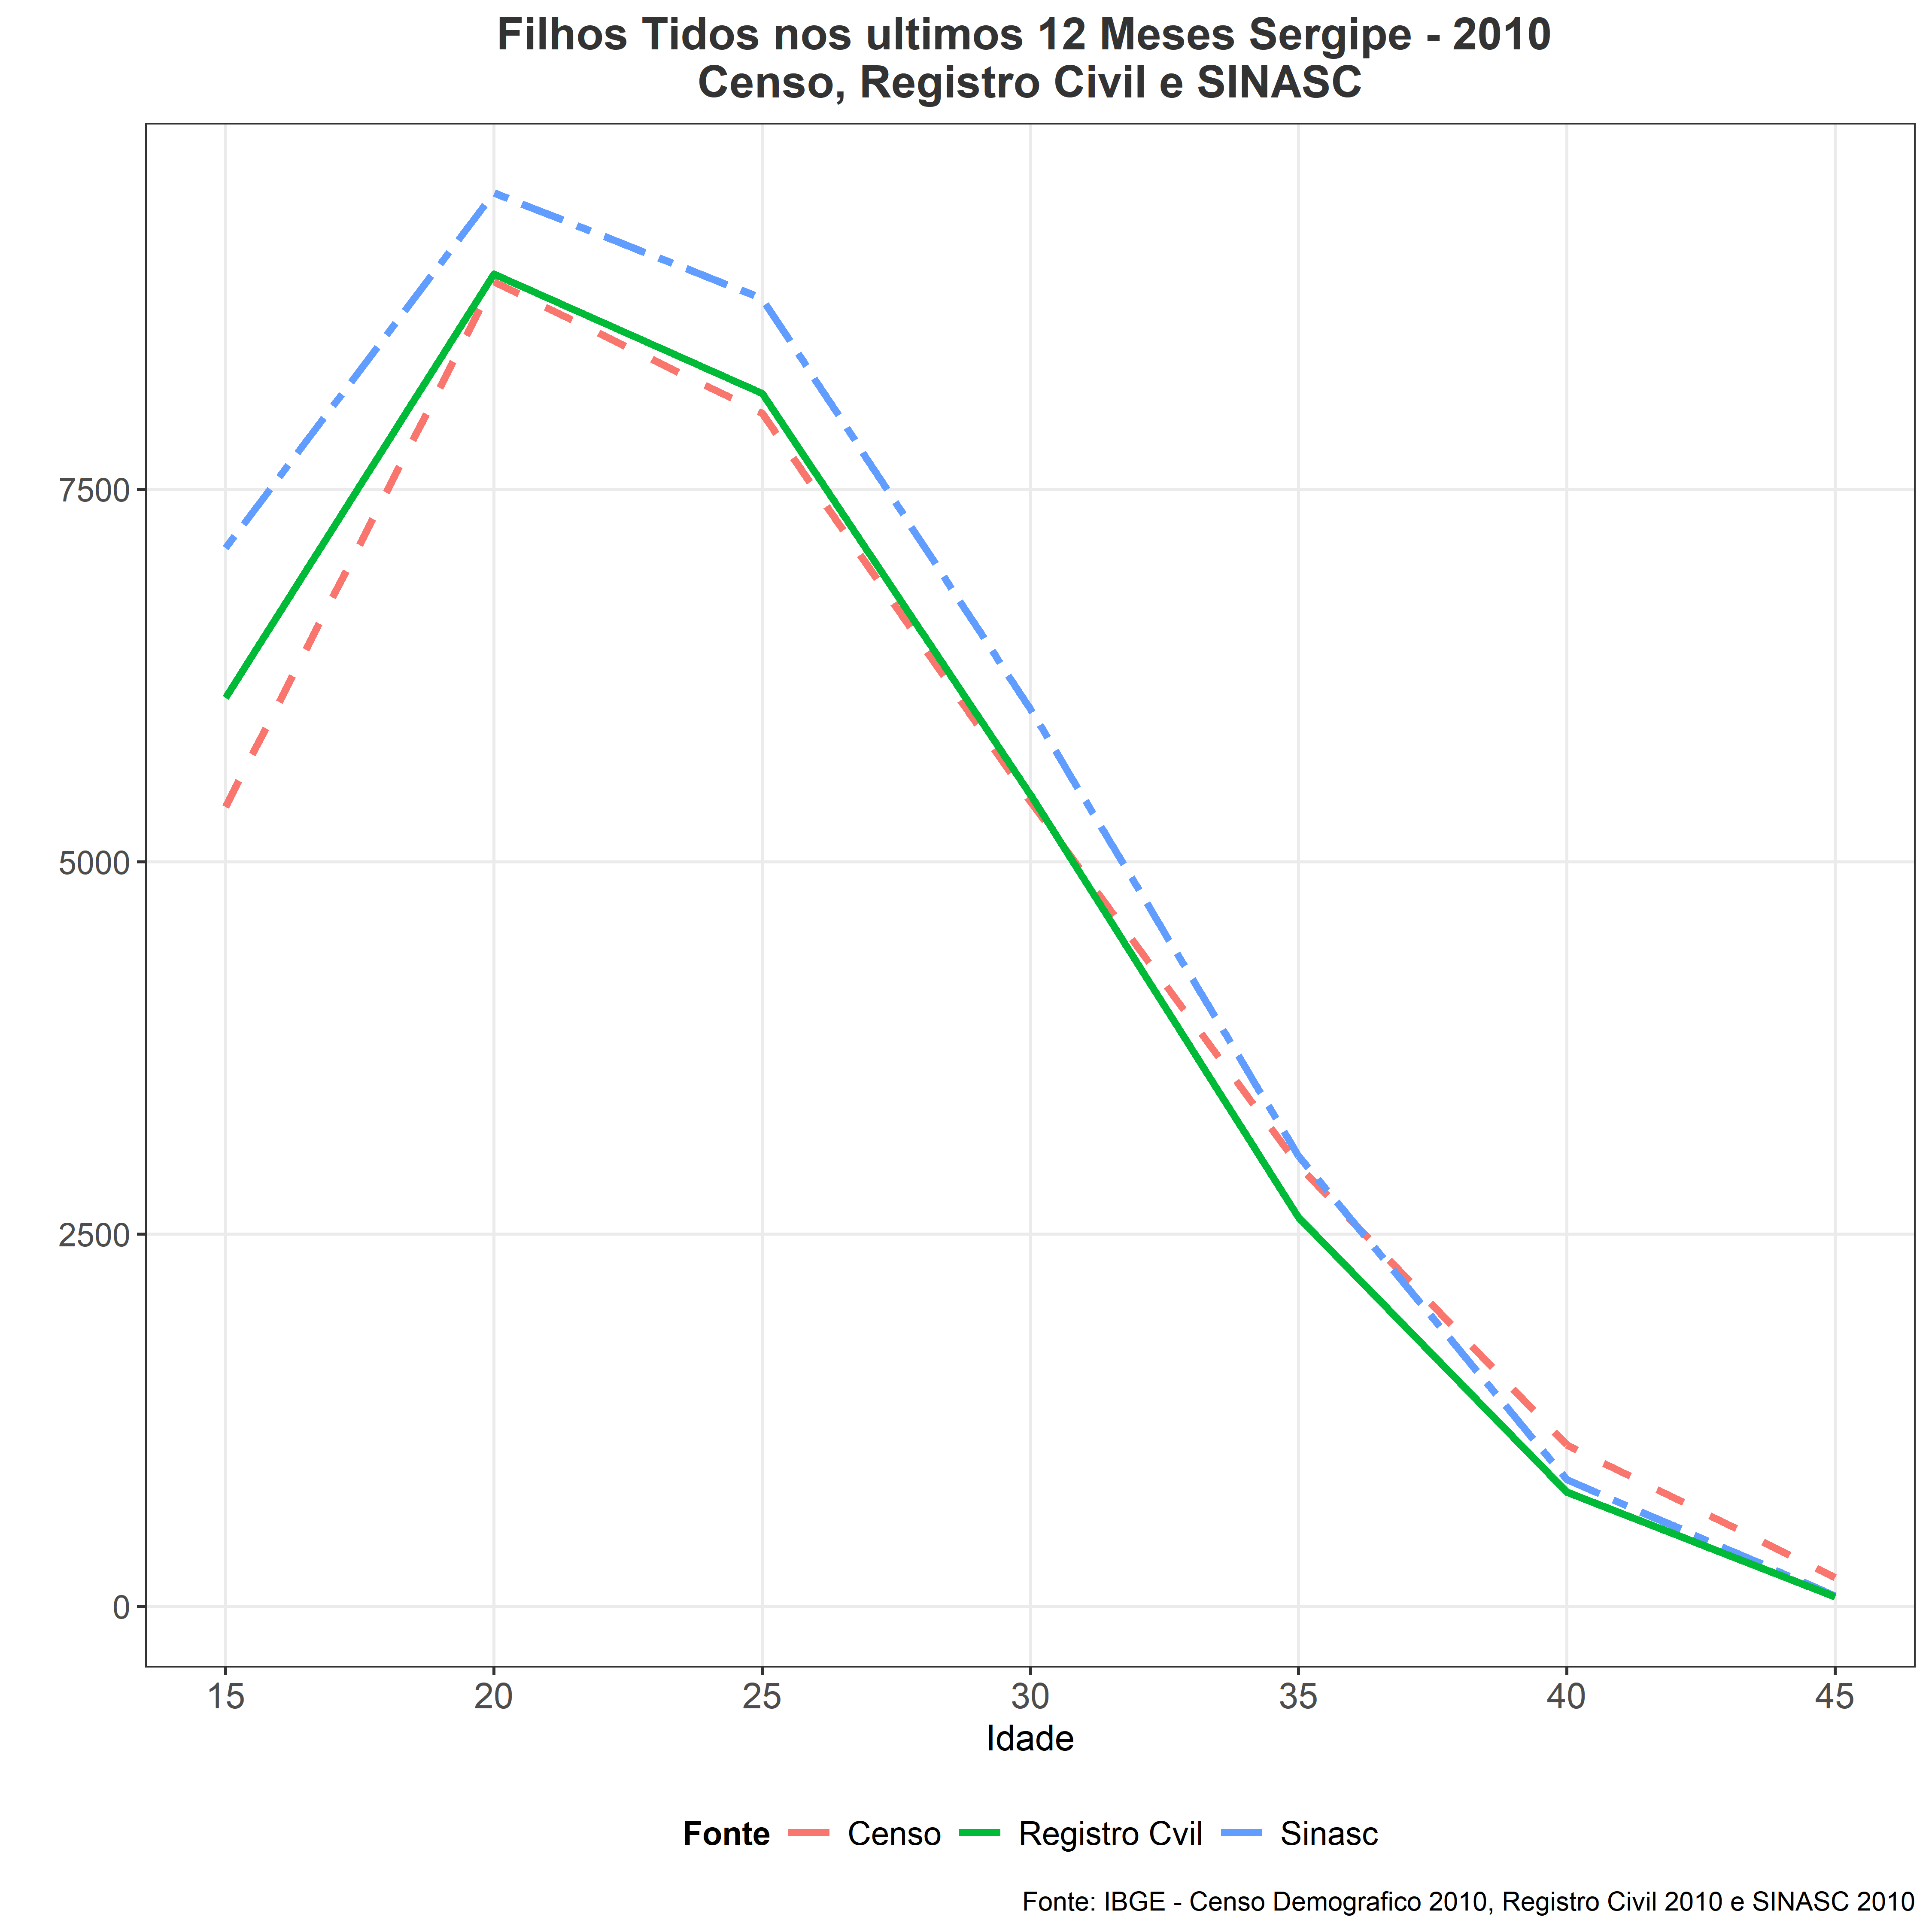 Filhos Tidos nos ultimos 12 Meses Sergipe - 2010
Censo, Registro Civil e SINASC
7500
5000
2500
0
15 20 25 30 35 40 45
Idade
Fonte Censo Registro Cvil Sinasc
Fonte: IBGE - Censo Demografico 2010, Registro Civil 2010 e SINASC 2010